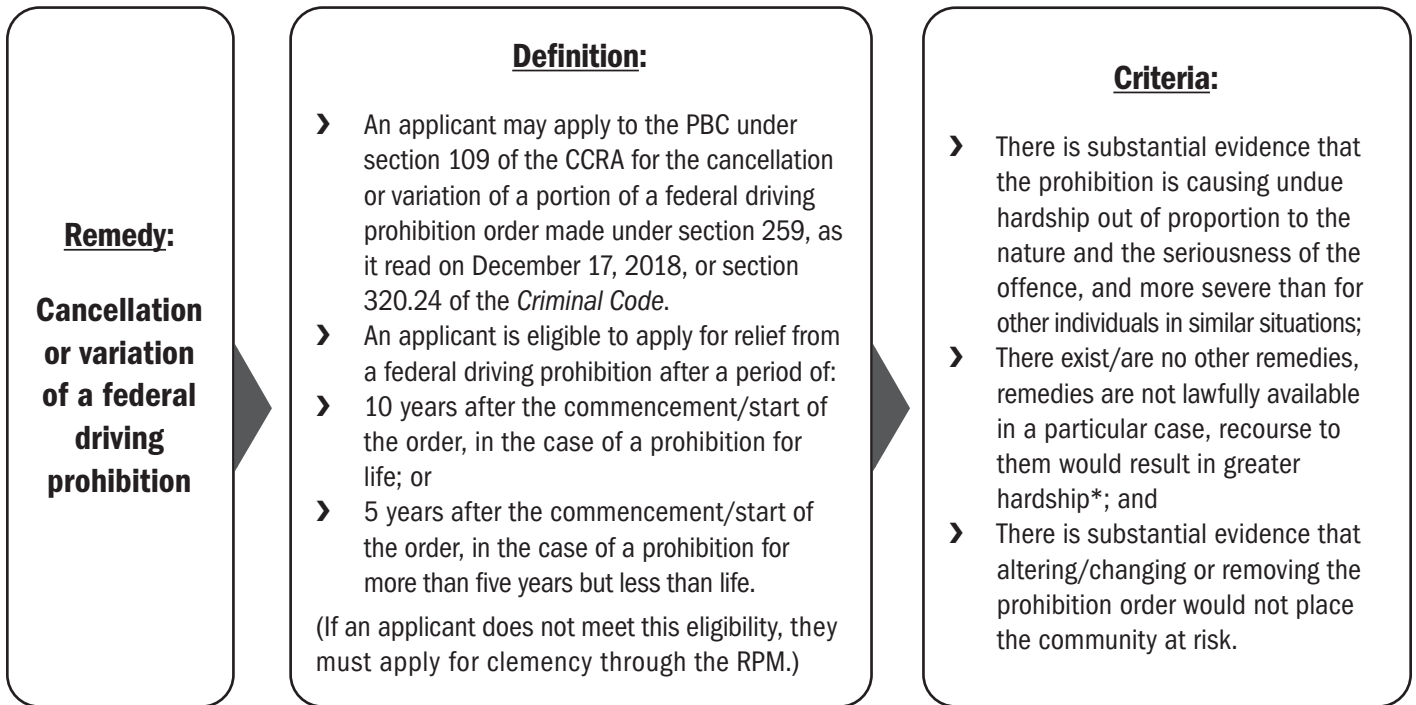 Remedy:
Cancellation
or variation
of a federal
driving
prohibition
Definition:
❯ An applicant may apply to the PBC under
section 109 of the CCRA for the cancellation
or variation of a portion of a federal driving
prohibition order made under section 259, as
it read on December 17, 2018, or section
320.24 of the Criminal Code.
❯ An applicant is eligible to apply for relief from
a federal driving prohibition after a period of:
❯ 10 years after the commencement/start of
the order, in the case of a prohibition for
life; or
❯ 5 years after the commencement/start of
the order, in the case of a prohibition for
more than five years but less than life.
(If an applicant does not meet this eligibility, they
must apply for clemency through the RPM.)
Criteria:
❯ There is substantial evidence that
the prohibition is causing undue
hardship out of proportion to the
nature and the seriousness of the
offence, and more severe than for
other individuals in similar situations;
❯ There exist/are no other remedies,
remedies are not lawfully available
in a particular case, recourse to
them would result in greater
hardship*; and
❯ There is substantial evidence that
altering/changing or removing the
prohibition order would not place
the community at risk.